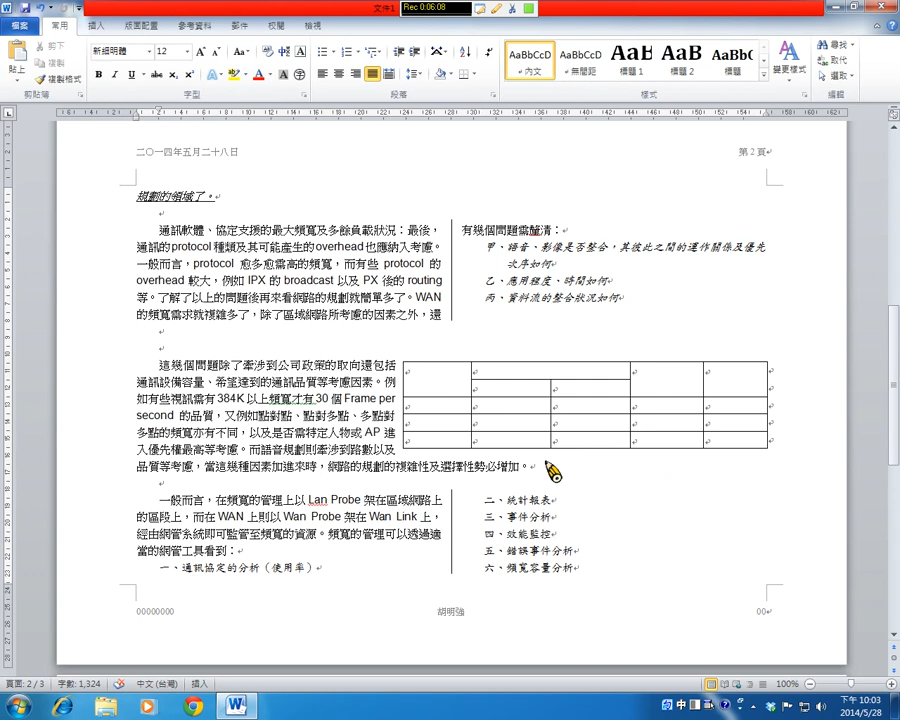 文件1
Rec 0:06:08
檔案 常用 插入 版面配置 參考資料 郵件 校閱 檢視
貼上 剪下 複製 複製格式
新細明體 12
AaBbCcD AaBbCcD AaBb AaBb AaBbC
內文 無間距 標題 1 標題 2 標題 變更樣式
尋找 取代 選取
剪貼簿 字型 段落 樣式 編輯
二○一四年五月二十八日 第 2 頁
規劃的領域了。
通訊軟體、協定支援的最大頻寬及多餘負載狀況:最後,
通訊的protocol 種類及其可能產生的overhead也應納入考慮。
一般而言,protocol 愈多愈需高的頻寬,而有些 protocol 的
overhead 較大,例如 IPX 的 broadcast 以及 PX 後的 routing
等。了解了以上的問題後再來看網路的規劃就簡單多了。WAN
的頻寬需求就複雜多了,除了區域網路所考慮的因素之外,還
有幾個問題需釐清:
甲、語音、影像是否整合,其彼此之間的運作關係及優先
次序如何
乙、應用程度、時間如何
丙、資料流的整合狀況如何
這幾個問題除了牽涉到公司政策的取向還包括
通訊設備容量、希望達到的通訊品質等考慮因素。例
如有些視訊需有 384K 以上頻寬才有 30 個 Frame per
second 的品質,又例如點對點、點對多點、多點對
多點的頻寬亦有不同,以及是否需特定人物或 AP 進
入優先權最高等考慮。而語音規劃則牽涉到路數以及
品質等考慮,當這幾種因素加進來時,網路的規劃的複雜性及選擇性勢必增加。
一般而言,在頻寬的管理上以 Lan Probe 架在區域網路上
的區段上,而在 WAN 上則以 Wan Probe 架在 Wan Link 上,
經由網管系統即可監管至頻寬的資源。頻寬的管理可以透過適
當的網管工具看到:
一、通訊協定的分析(使用率)
二、統計報表
三、事件分析
四、效能監控
五、錯誤事件分析
六、頻寬容量分析
00000000 胡明強 00
頁面: 2 / 3 字數: 1,324 中文 (台灣) 插入 100%
中
下午 10:03
2014/5/28